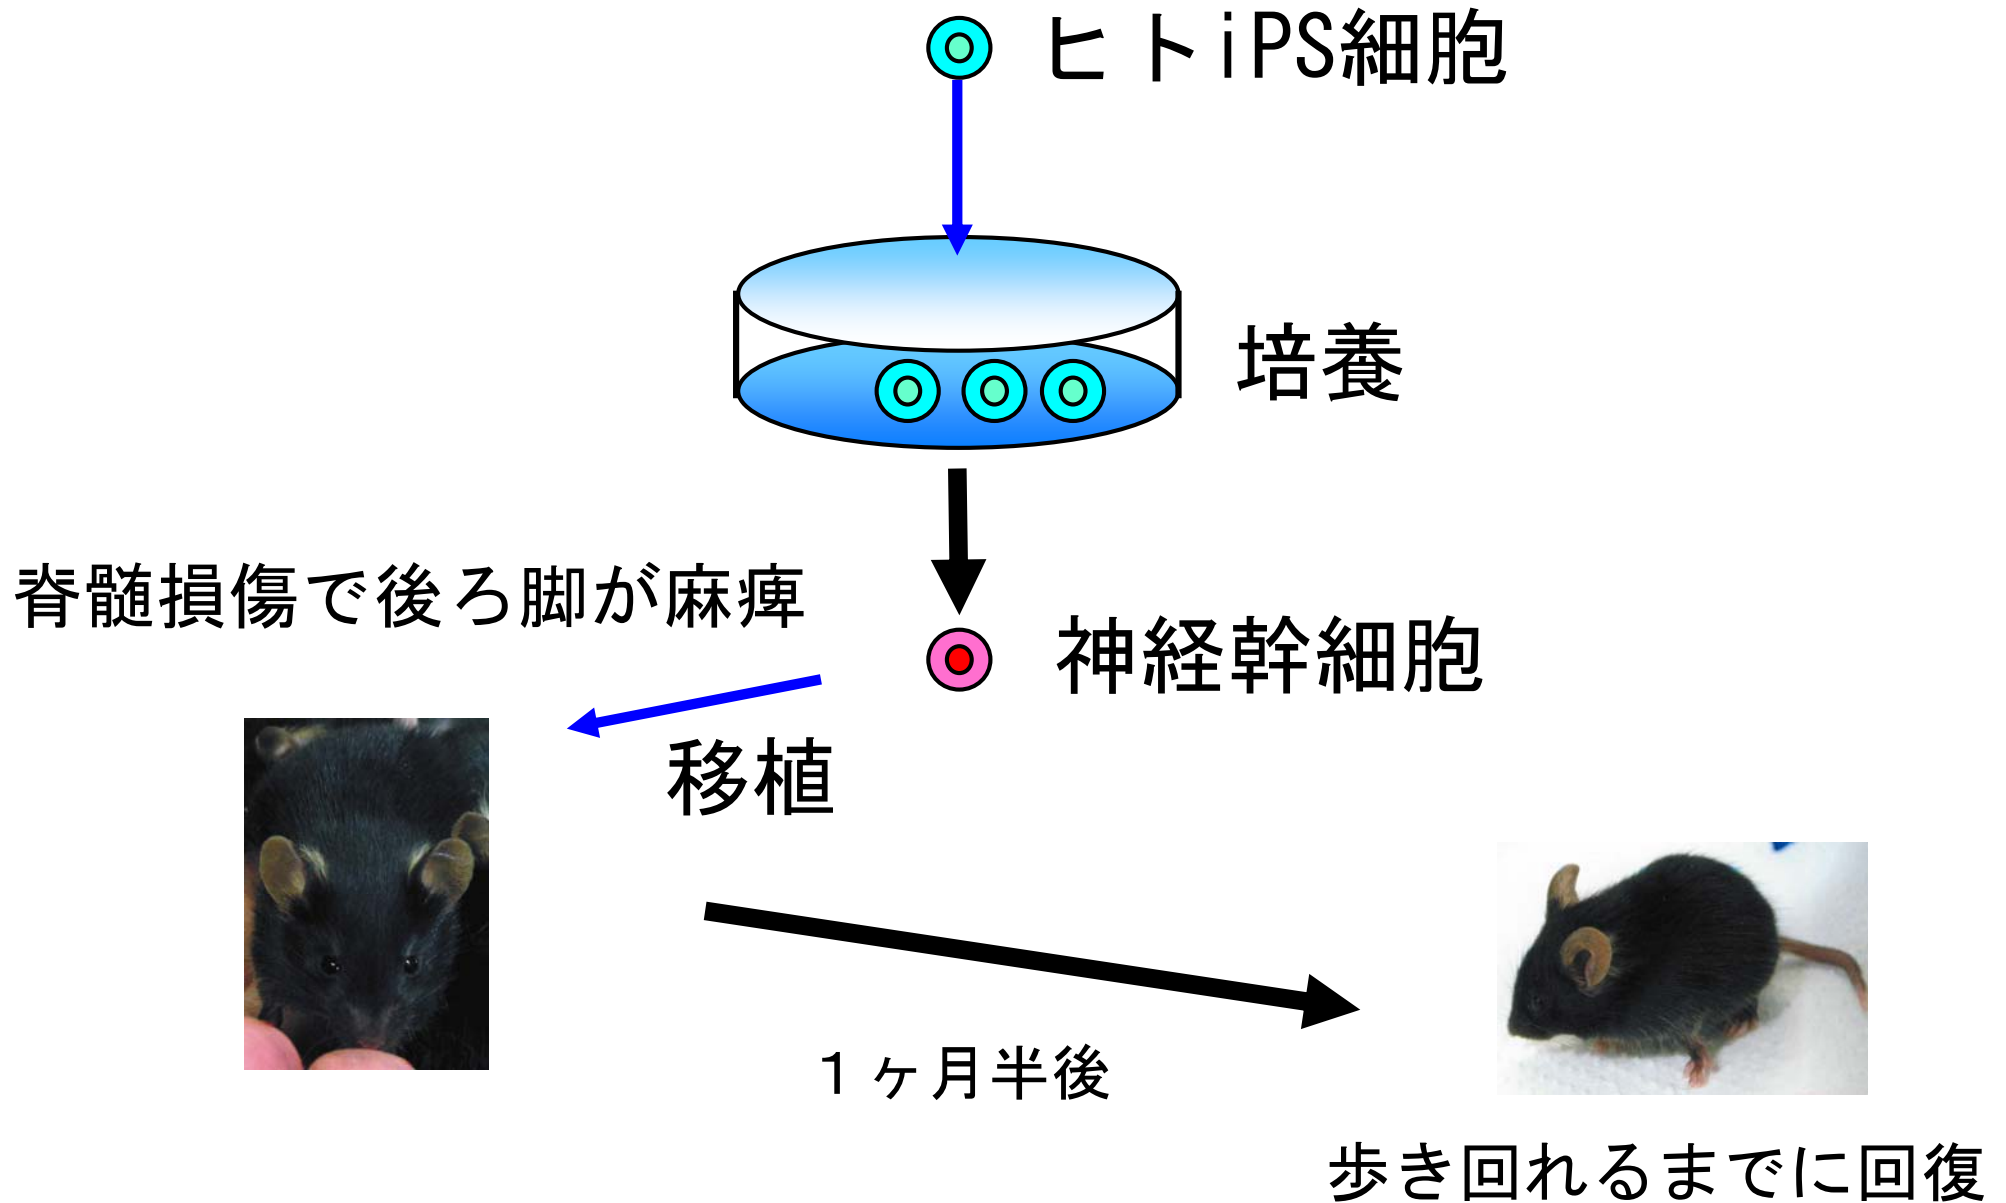 ヒトiPS細胞
培養
脊髄損傷で後ろ脚が麻痺
神経幹細胞
移植
１ヶ月半後
歩き回れるまでに回復